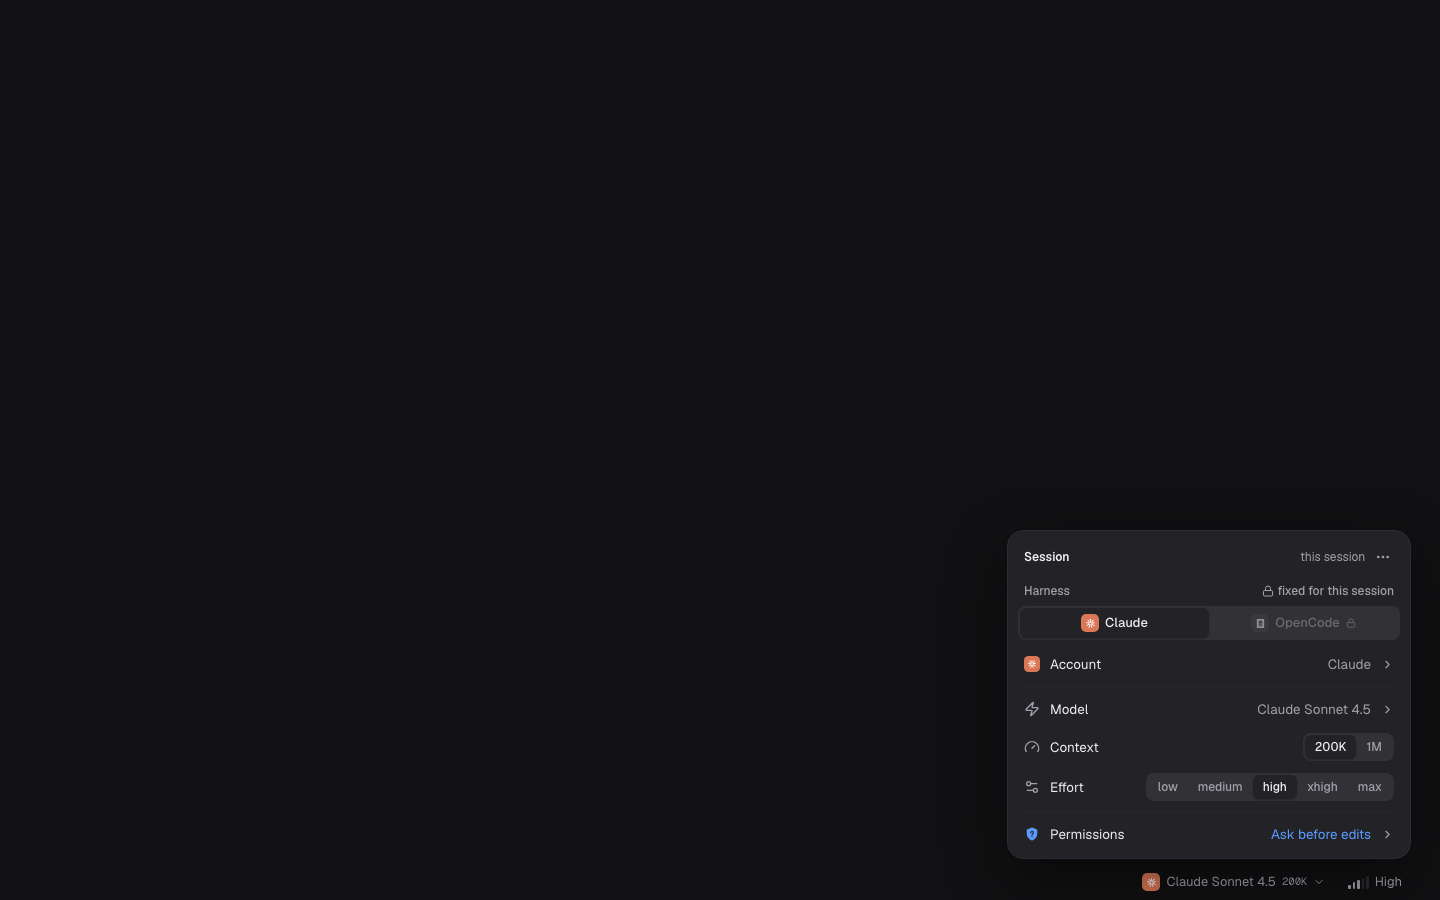 Session this session
Harness fixed for this session
Claude OpenCode
Account Claude
Model Claude Sonnet 4.5
Context 200K 1M
Effort low medium high xhigh max
Permissions Ask before edits
Claude Sonnet 4.5 200K High